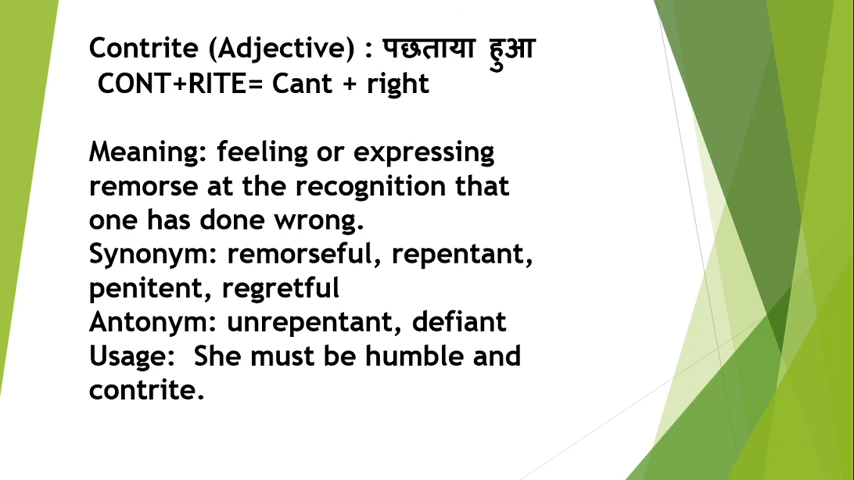 Contrite (Adjective) : पछताया हुआ
CONT+RITE= Cant + right
Meaning: feeling or expressing
remorse at the recognition that
one has done wrong.
Synonym: remorseful, repentant,
penitent, regretful
Antonym: unrepentant, defiant
Usage: She must be humble and
contrite.